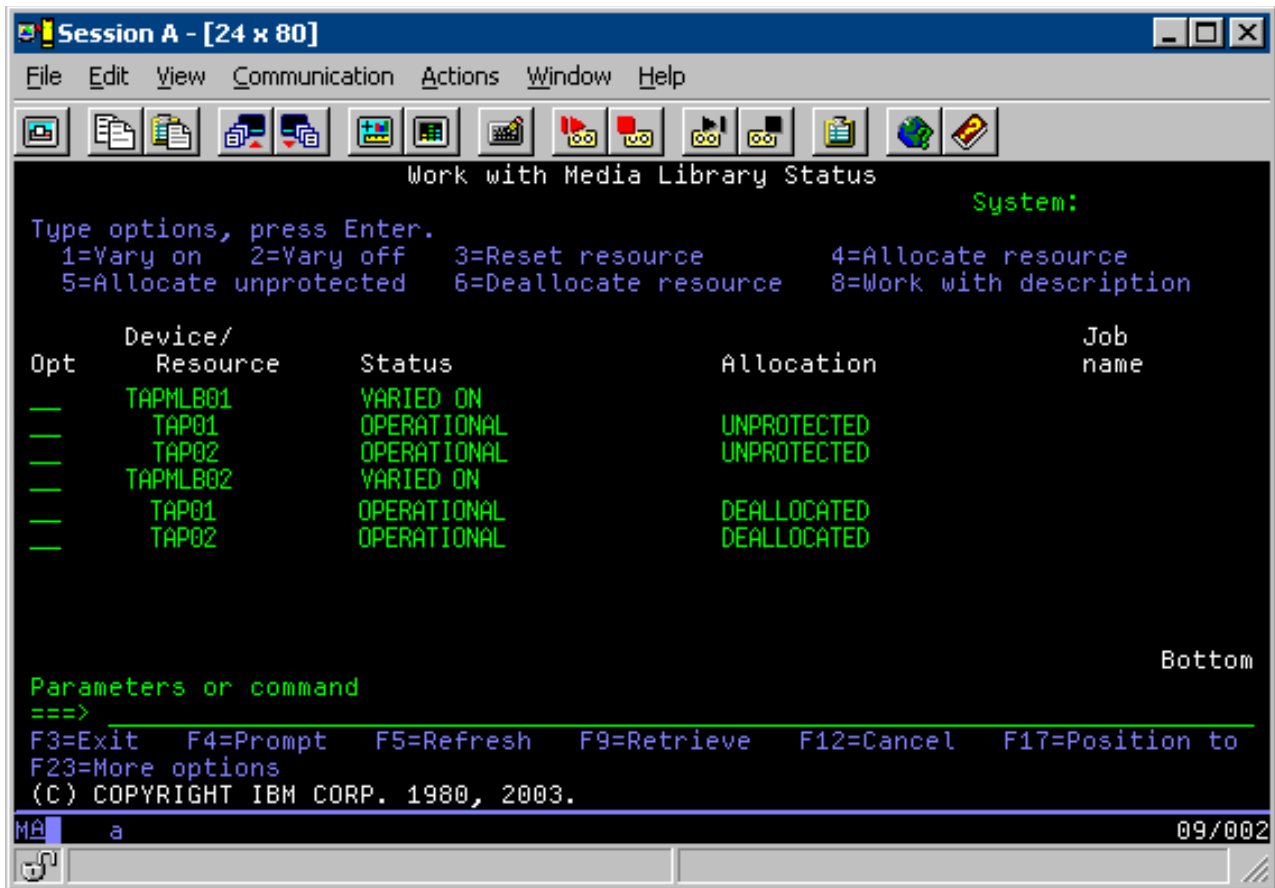 Session A - [24 x 80]
File Edit View Communication Actions Window Help
Work with Media Library Status
System:
Type options, press Enter.
1=Vary on 2=Vary off 3=Reset resource 4=Allocate resource
5=Allocate unprotected 6=Deallocate resource 8=Work with description
Device/ Job
Opt Resource Status Allocation name
TAPMLB01 VARIED ON
TAP01 OPERATIONAL UNPROTECTED
TAP02 OPERATIONAL UNPROTECTED
TAPMLB02 VARIED ON
TAP01 OPERATIONAL DEALLOCATED
TAP02 OPERATIONAL DEALLOCATED
Bottom
Parameters or command
===>
F3=Exit F4=Prompt F5=Refresh F9=Retrieve F12=Cancel F17=Position to
F23=More options
(C) COPYRIGHT IBM CORP. 1980, 2003.
MA a 09/002